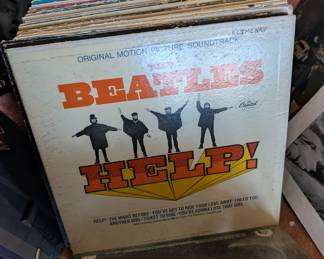 ORIGINAL MOTION PICTURE SOUNDTRACK
BEATLES
Capitol
HELP!
HELP! · THE NIGHT BEFORE · YOU'VE GOT TO HIDE YOUR LOVE AWAY · I NEED YOU
ANOTHER GIRL · TICKET TO RIDE · YOU'RE GONNA LOSE THAT GIRL